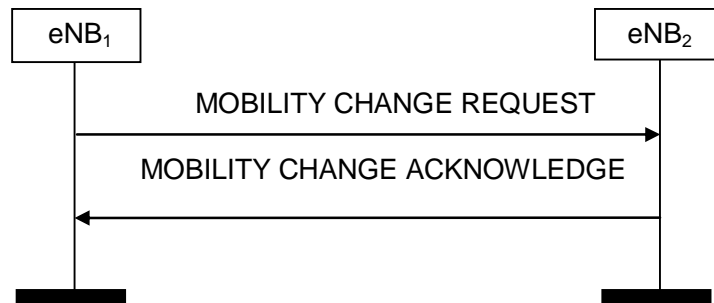 eNB₁
eNB₂
MOBILITY CHANGE REQUEST
MOBILITY CHANGE ACKNOWLEDGE